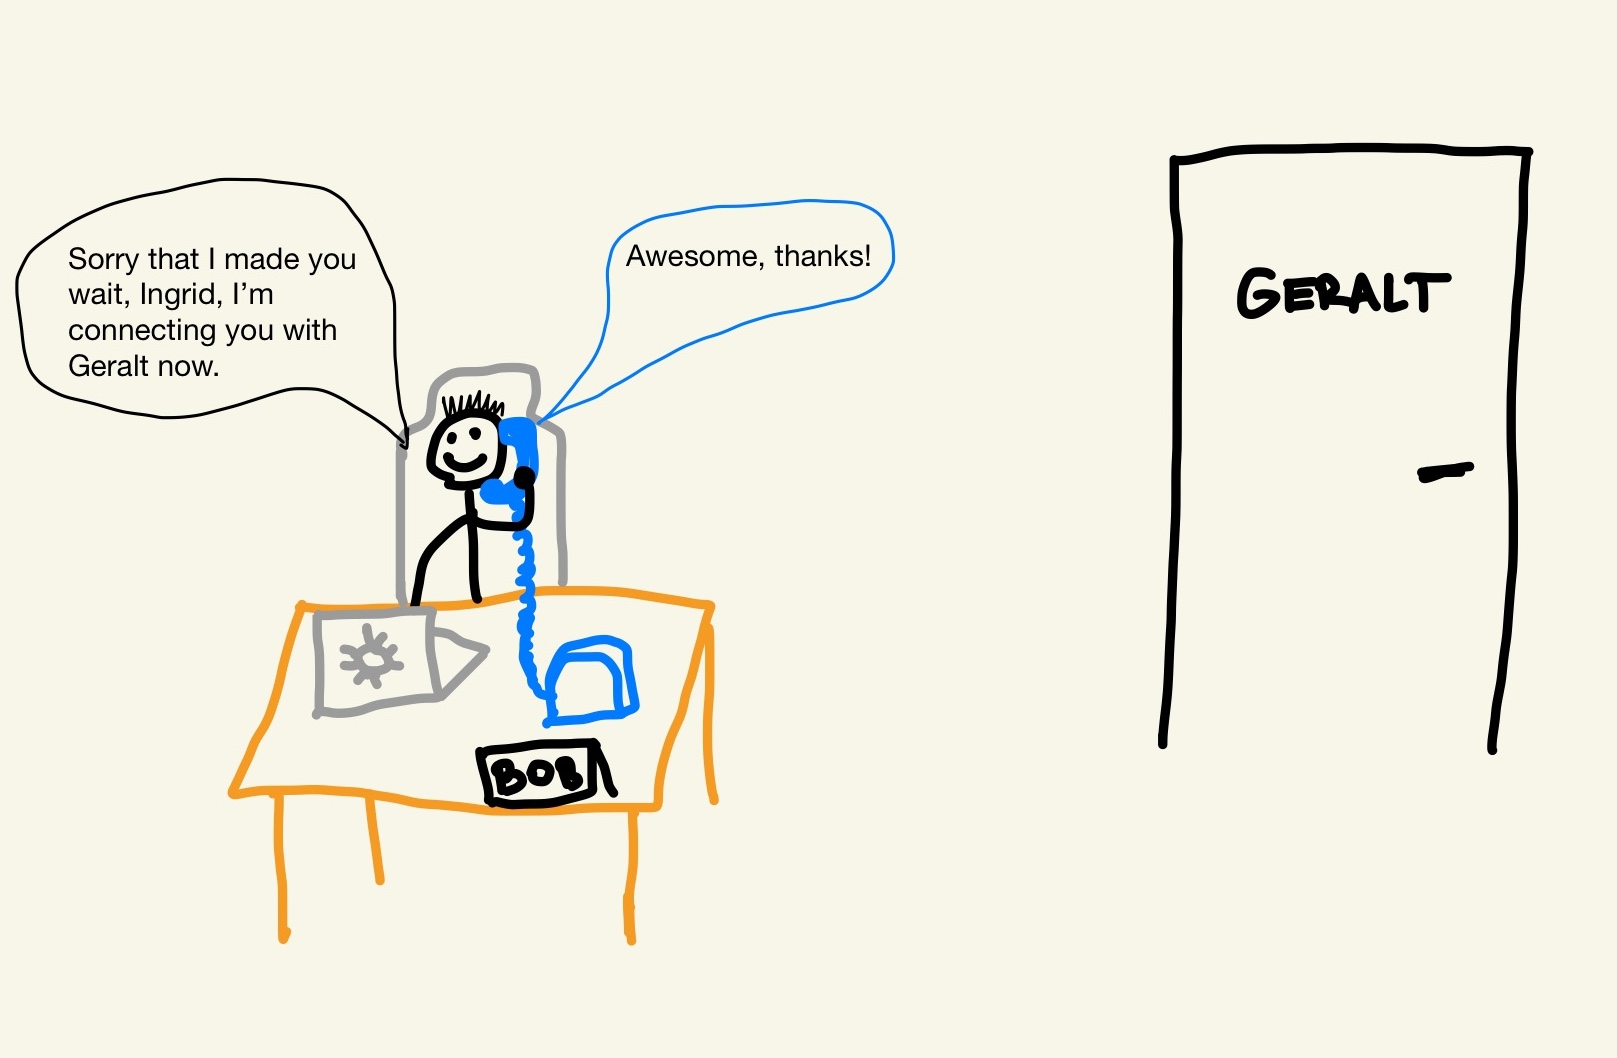 Sorry that I made you
wait, Ingrid, I’m
connecting you with
Geralt now.
Awesome, thanks!
GERALT
BOB